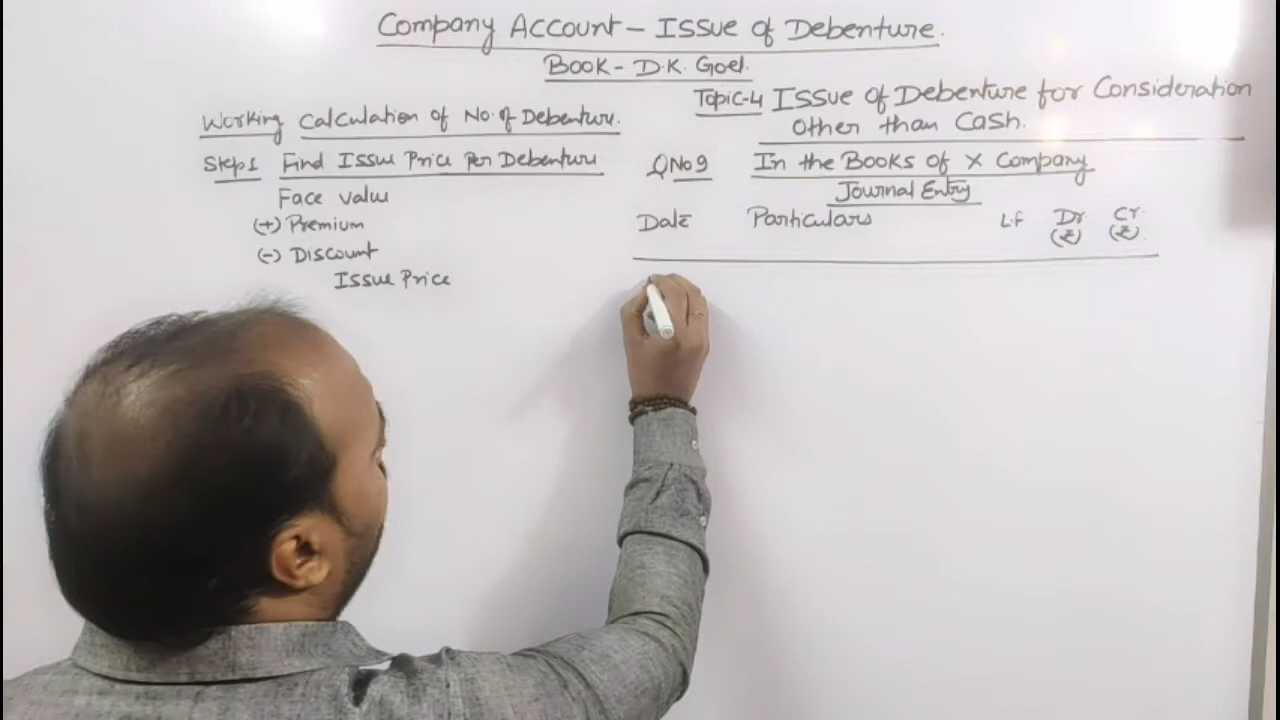 Company Account - Issue of Debenture.
Book - D.K. Goel.
Topic-4 Issue of Debenture for Consideration
Other than Cash.
Working Calculation of No. of Debenture.
Step 1 Find Issue Price Per Debenture
Face value
(+) Premium
(-) Discount
Issue Price
QNo 9 In the Books of X Company
Journal Entry
Date Particulars L.F Dr (₹) Cr (₹)